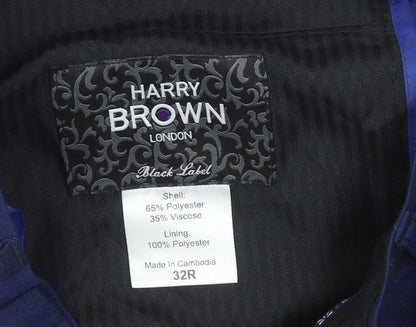 HARRY
BROWN
LONDON
Black Label
Shell:
65% Polyester
35% Viscose
Lining:
100% Polyester
Made In Cambodia
32R